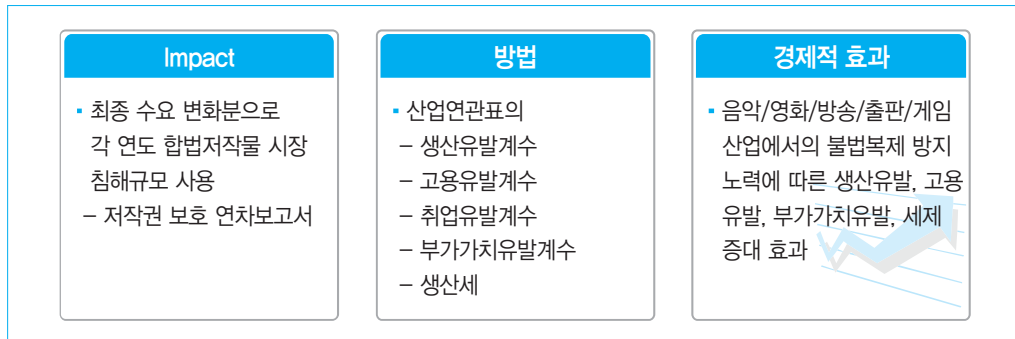 Impact
▪ 최종 수요 변화분으로
각 연도 합법저작물 시장
침해규모 사용
– 저작권 보호 연차보고서
방법
▪ 산업연관표의
– 생산유발계수
– 고용유발계수
– 취업유발계수
– 부가가치유발계수
– 생산세
경제적 효과
▪ 음악/영화/방송/출판/게임
산업에서의 불법복제 방지
노력에 따른 생산유발, 고용
유발, 부가가치유발, 세제
증대 효과